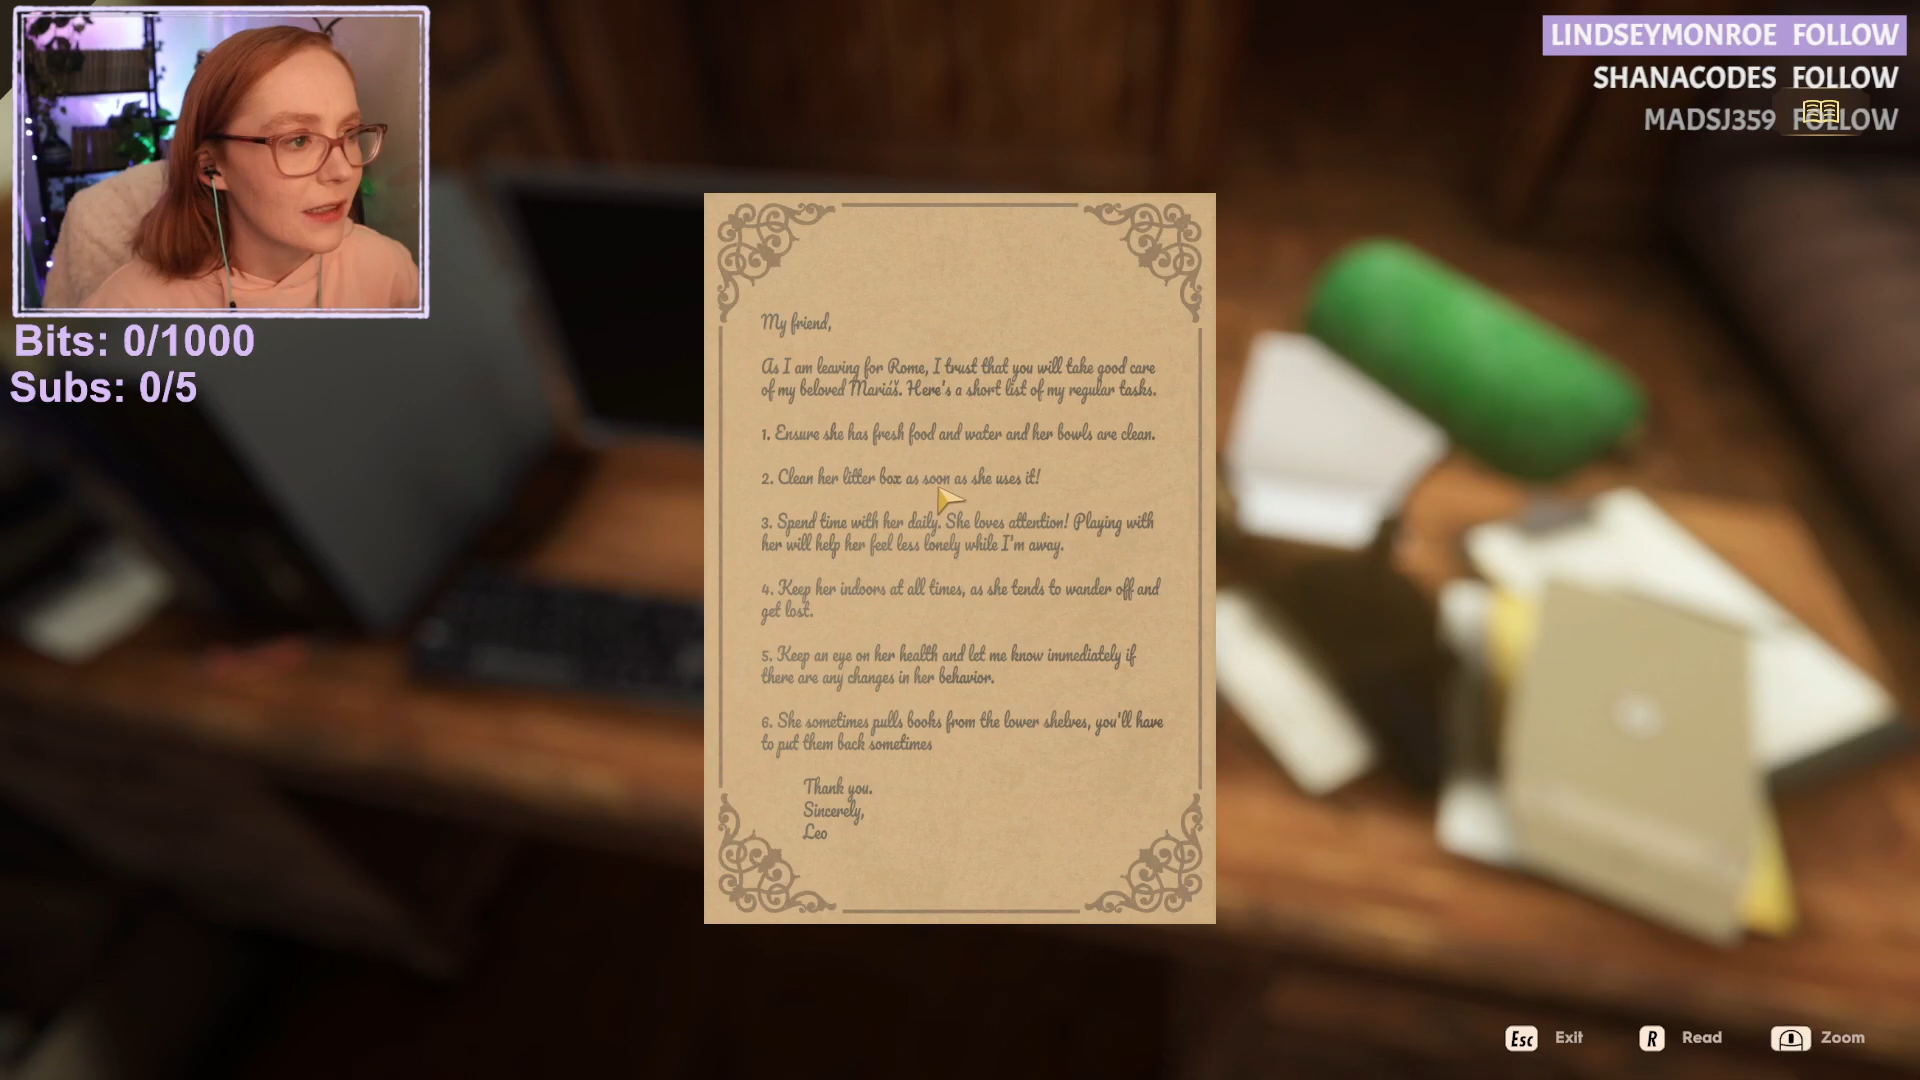 LINDSEYMONROE FOLLOW
SHANACODES FOLLOW
MADSJ359 FOLLOW
Bits: 0/1000
Subs: 0/5
My friend,
As I am leaving for Rome, I trust that you will take good care
of my beloved Mariáš. Here's a short list of my regular tasks.
1. Ensure she has fresh food and water and her bowls are clean.
2. Clean her litter box as soon as she uses it!
3. Spend time with her daily. She loves attention! Playing with
her will help her feel less lonely while I'm away.
4. Keep her indoors at all times, as she tends to wander off and
get lost.
5. Keep an eye on her health and let me know immediately if
there are any changes in her behavior.
6. She sometimes pulls books from the lower shelves, you'll have
to put them back sometimes
Thank you.
Sincerely,
Leo
Esc Exit R Read Zoom